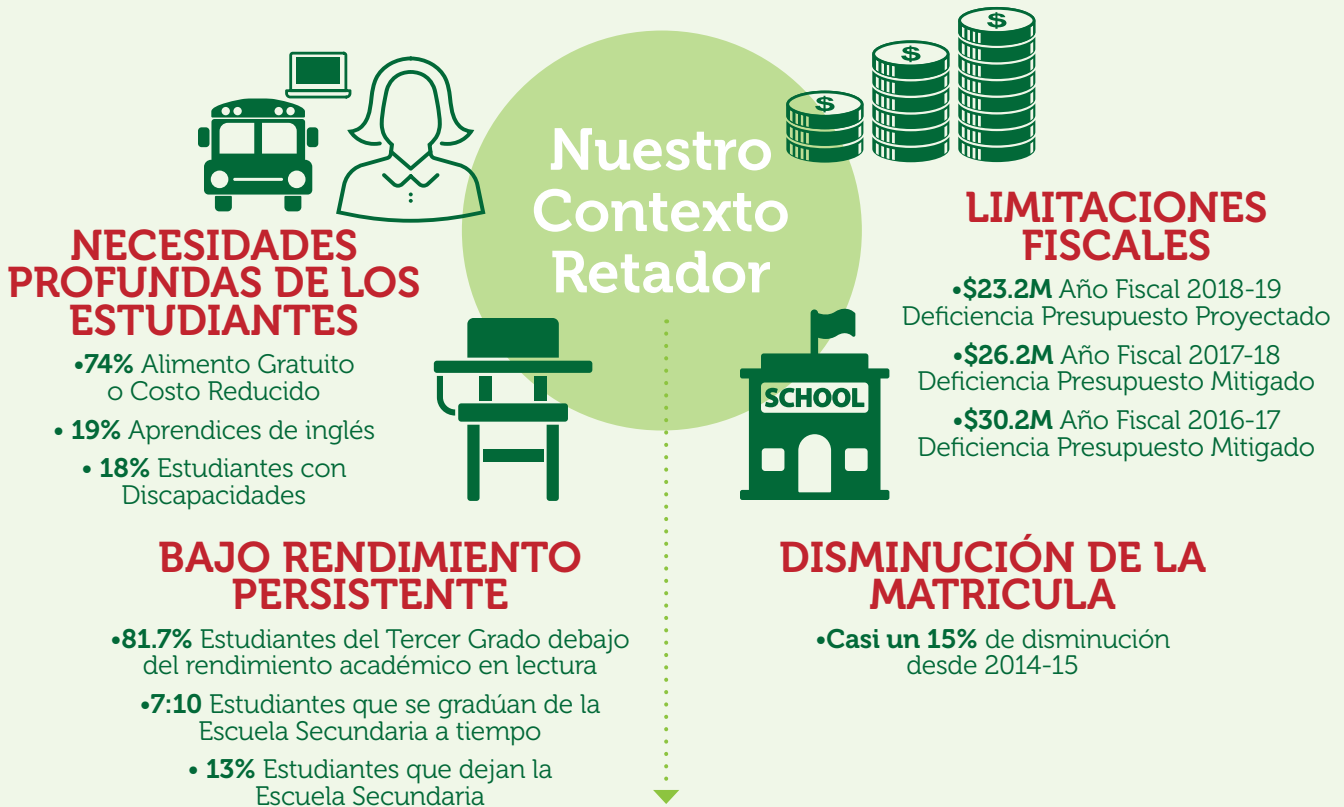 Nuestro
Contexto
Retador
$
$
$
NECESIDADES
PROFUNDAS DE LOS
ESTUDIANTES
•74% Alimento Gratuito
o Costo Reducido
• 19% Aprendices de inglés
• 18% Estudiantes con
Discapacidades
LIMITACIONES
FISCALES
•$23.2M Año Fiscal 2018-19
Deficiencia Presupuesto Proyectado
•$26.2M Año Fiscal 2017-18
Deficiencia Presupuesto Mitigado
•$30.2M Año Fiscal 2016-17
Deficiencia Presupuesto Mitigado
SCHOOL
BAJO RENDIMIENTO
PERSISTENTE
•81.7% Estudiantes del Tercer Grado debajo
del rendimiento académico en lectura
•7:10 Estudiantes que se gradúan de la
Escuela Secundaria a tiempo
• 13% Estudiantes que dejan la
Escuela Secundaria
DISMINUCIÓN DE LA
MATRICULA
•Casi un 15% de disminución
desde 2014-15